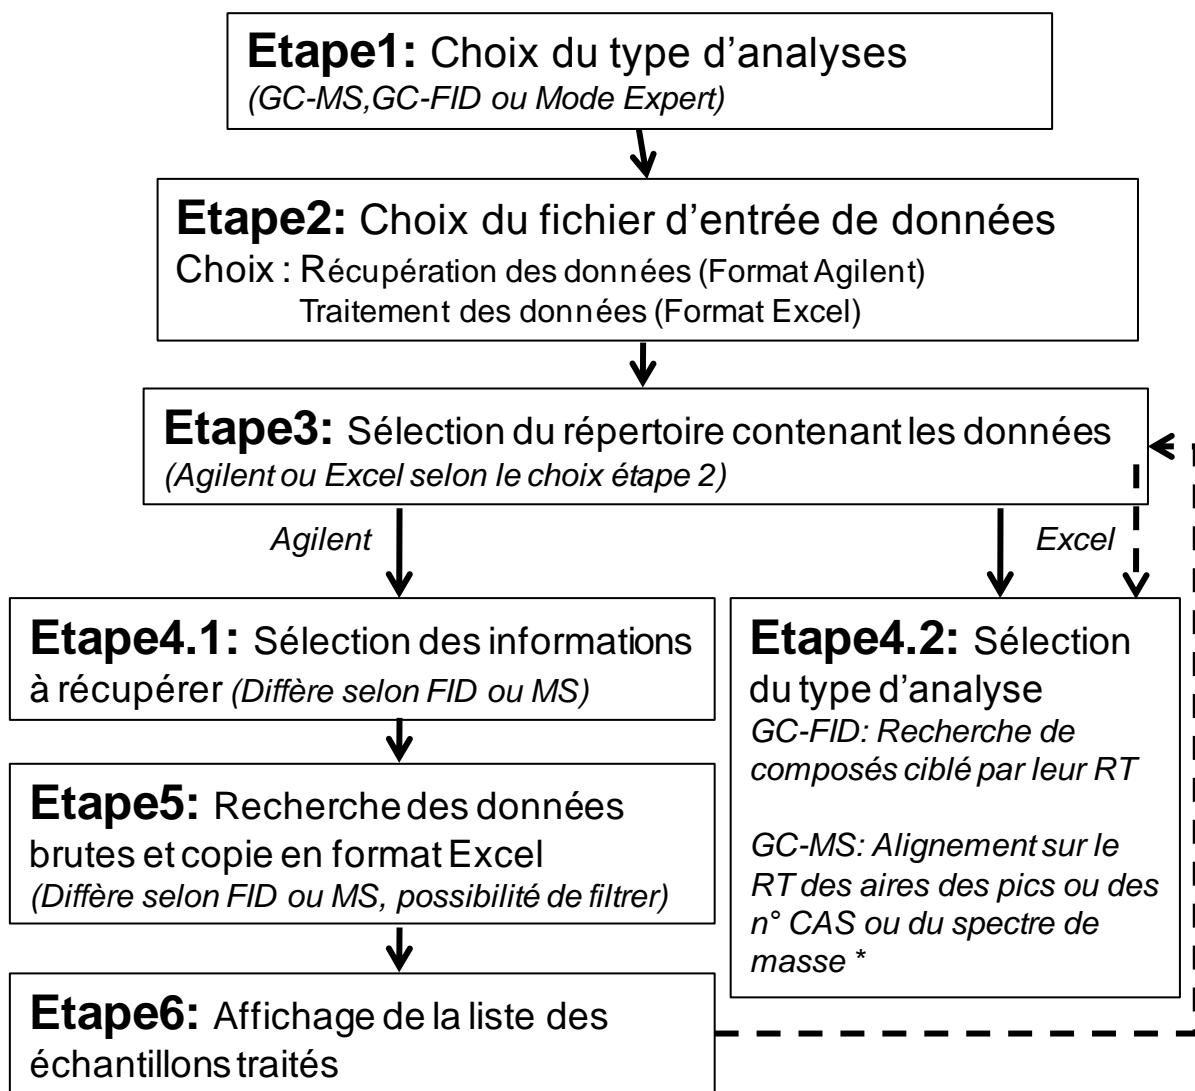 Etape1: Choix du type d’analyses
(GC-MS,GC-FID ou Mode Expert)
Etape2: Choix du fichier d’entrée de données
Choix : Récupération des données (Format Agilent)
Traitement des données (Format Excel)
Etape3: Sélection du répertoire contenant les données
(Agilent ou Excel selon le choix étape 2)
Agilent
Excel
Etape4.1: Sélection des informations
à récupérer (Diffère selon FID ou MS)
Etape5: Recherche des données
brutes et copie en format Excel
(Diffère selon FID ou MS, possibilité de filtrer)
Etape6: Affichage de la liste des
échantillons traités
Etape4.2: Sélection
du type d’analyse
GC-FID: Recherche de
composés ciblé par leur RT
GC-MS: Alignement sur le
RT des aires des pics ou des
n° CAS ou du spectre de
masse *